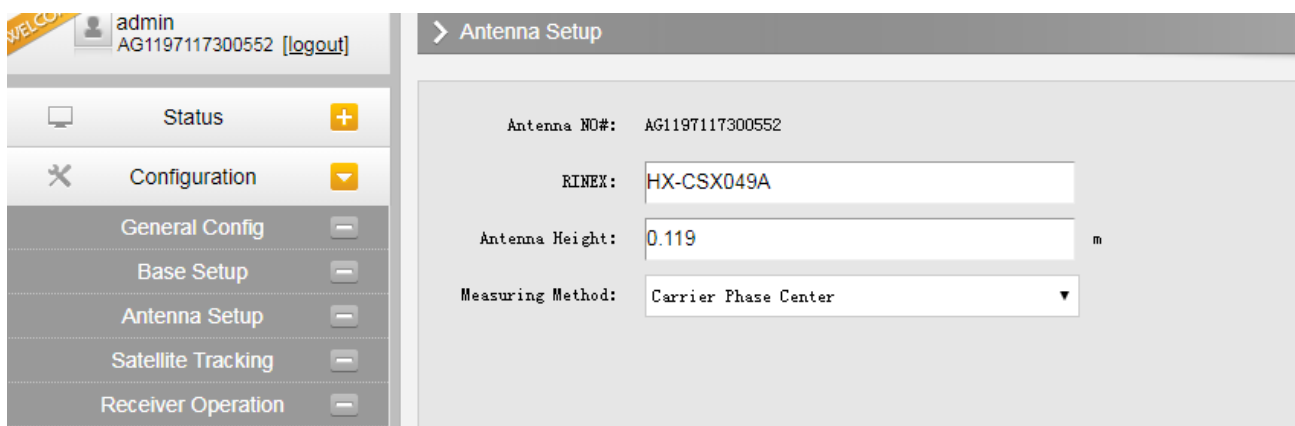 admin
AG1197117300552 [logout]
Status
Configuration
General Config
Base Setup
Antenna Setup
Satellite Tracking
Receiver Operation
Antenna Setup
Antenna NO#: AG1197117300552
RINEX: HX-CSX049A
Antenna Height: 0.119 m
Measuring Method: Carrier Phase Center